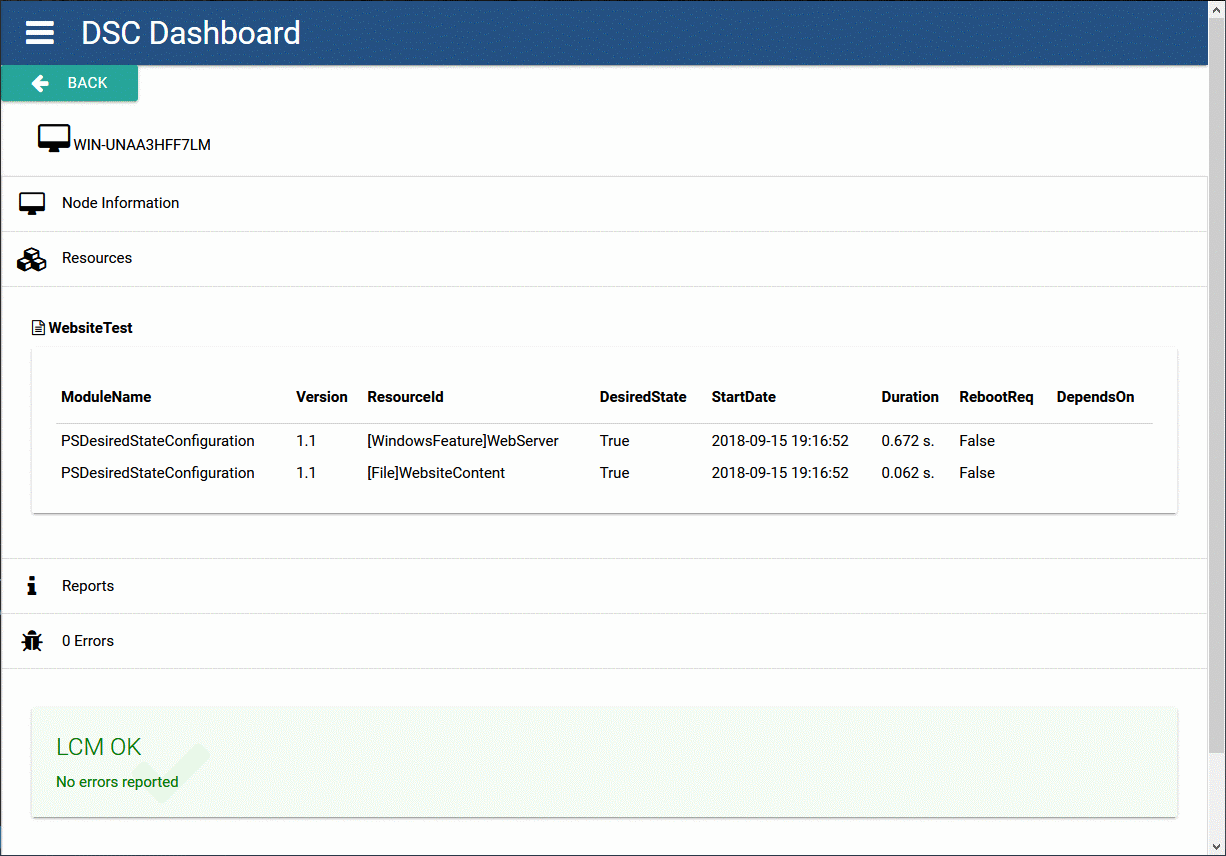 DSC Dashboard
BACK
WIN-UNAA3HFF7LM
Node Information
Resources
WebsiteTest
ModuleName Version ResourceId DesiredState StartDate Duration RebootReq DependsOn
PSDesiredStateConfiguration 1.1 [WindowsFeature]WebServer True 2018-09-15 19:16:52 0.672 s. False
PSDesiredStateConfiguration 1.1 [File]WebsiteContent True 2018-09-15 19:16:52 0.062 s. False
Reports
0 Errors
LCM OK
No errors reported